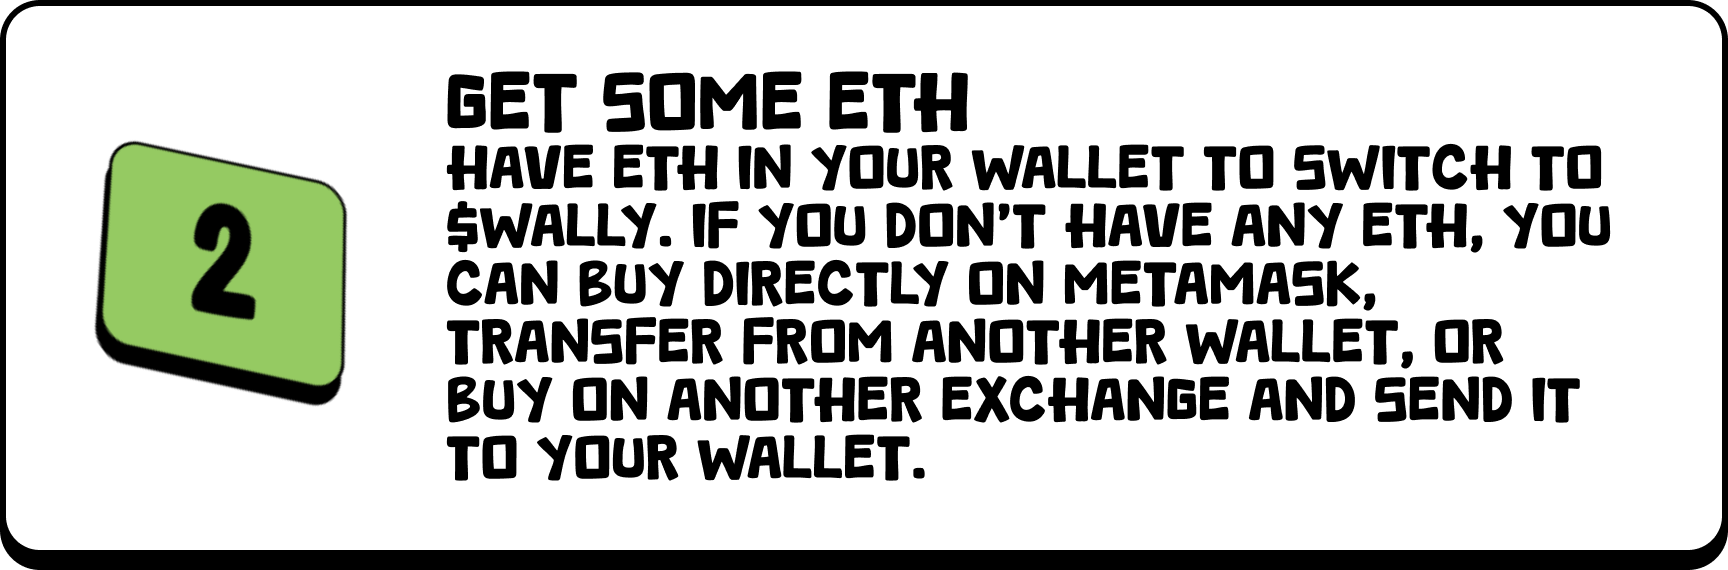 2
GET SOME ETH
HAVE ETH IN YOUR WALLET TO SWITCH TO
$WALLY. IF YOU DON'T HAVE ANY ETH, YOU
CAN BUY DIRECTLY ON METAMASK,
TRANSFER FROM ANOTHER WALLET, OR
BUY ON ANOTHER EXCHANGE AND SEND IT
TO YOUR WALLET.